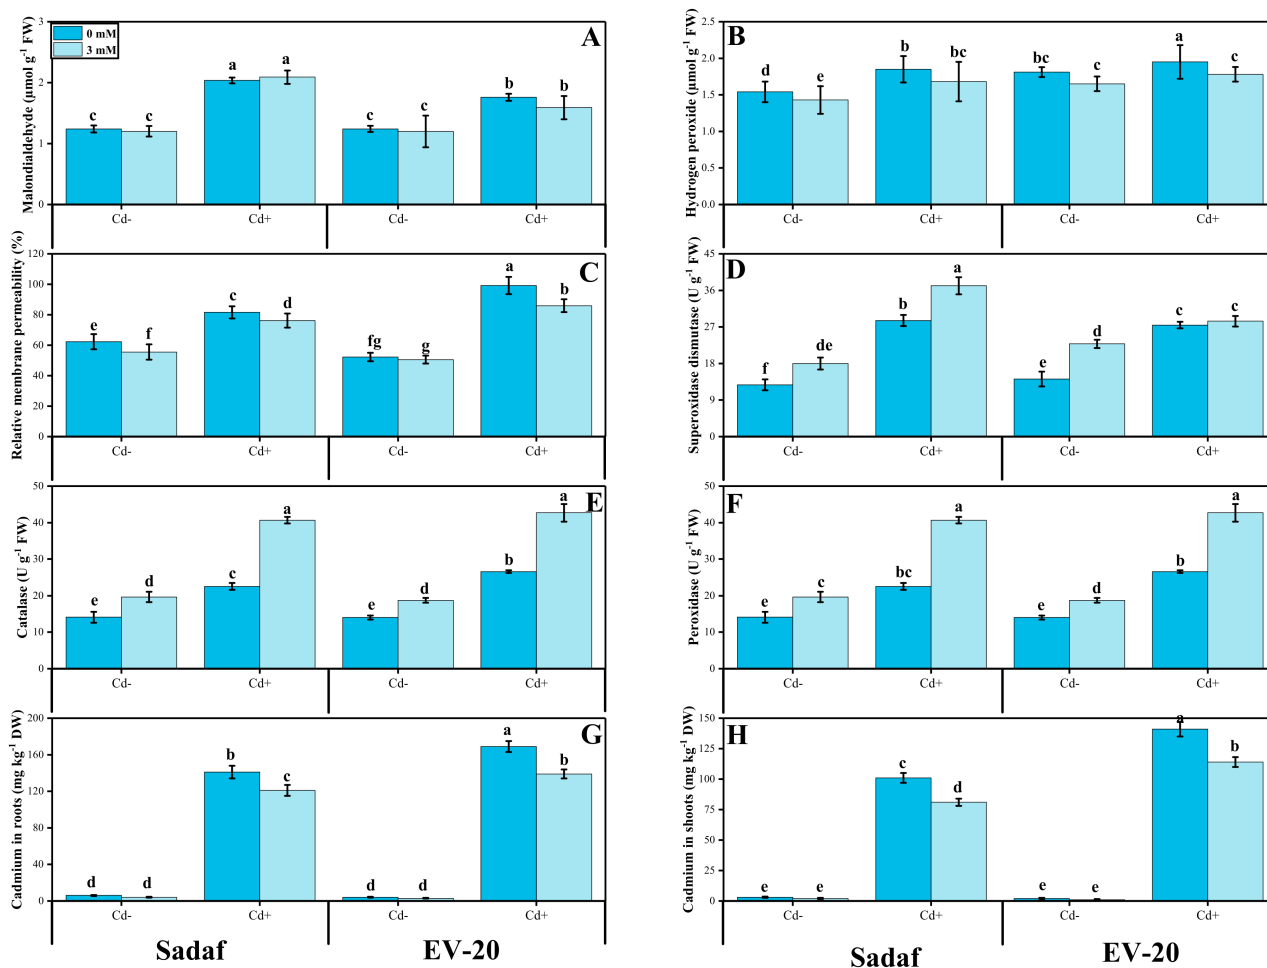 Malondialdehyde (µmol g-1 FW)
3
2
1
0
0 mM
3 mM
A
c
c
a
a
c
c
b
b
Cd-
Cd+
Cd-
Cd+
Hydrogen peroxide (µmol g-1 FW)
2.5
2.0
1.5
1.0
0.5
0.0
B
d
e
b
bc
bc
c
a
c
Cd-
Cd+
Cd-
Cd+
Relative membrane permeability (%)
120
100
80
60
40
20
0
C
e
f
c
d
fg
g
a
b
Cd-
Cd+
Cd-
Cd+
Superoxidase dismutase (U g-1 FW)
45
36
27
18
9
0
D
f
de
b
a
e
d
c
c
Cd-
Cd+
Cd-
Cd+
Catalase (U g-1 FW)
50
40
30
20
10
0
E
e
d
c
a
e
d
b
a
Cd-
Cd+
Cd-
Cd+
Peroxidase (U g-1 FW)
50
40
30
20
10
0
F
e
c
bc
a
e
d
b
a
Cd-
Cd+
Cd-
Cd+
Cadmium in roots (mg kg-1 DW)
200
160
120
80
40
0
G
d
d
b
c
d
d
a
b
Cd-
Cd+
Cd-
Cd+
Sadaf
EV-20
Cadmium in shoots (mg kg-1 DW)
150
125
100
75
50
25
0
H
e
e
c
d
e
e
a
b
Cd-
Cd+
Cd-
Cd+
Sadaf
EV-20